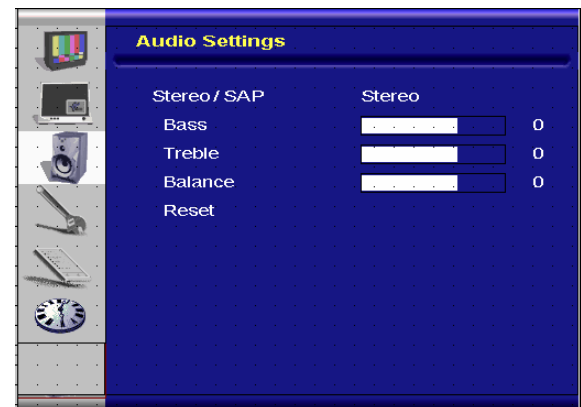 Audio Settings
Stereo / SAP Stereo
Bass 0
Treble 0
Balance 0
Reset